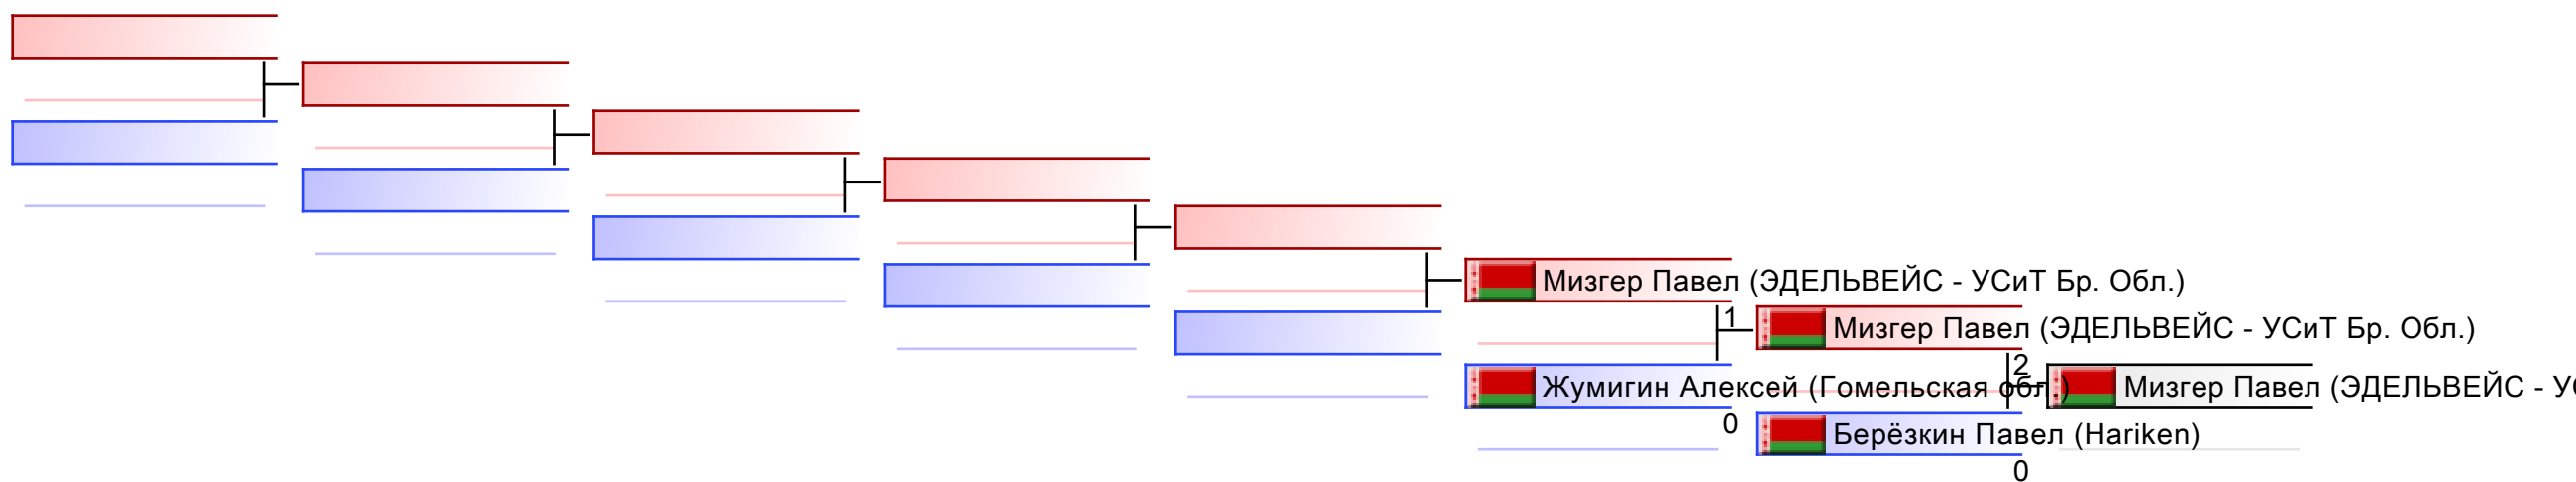 Мизгер Павел (ЭДЕЛЬВЕЙС - УСиТ Бр. Обл.)
1
Мизгер Павел (ЭДЕЛЬВЕЙС - УСиТ Бр. Обл.)
2
Жумигин Алексей (Гомельская обл.)
Мизгер Павел (ЭДЕЛЬВЕЙС - У
0
Берёзкин Павел (Hariken)
0